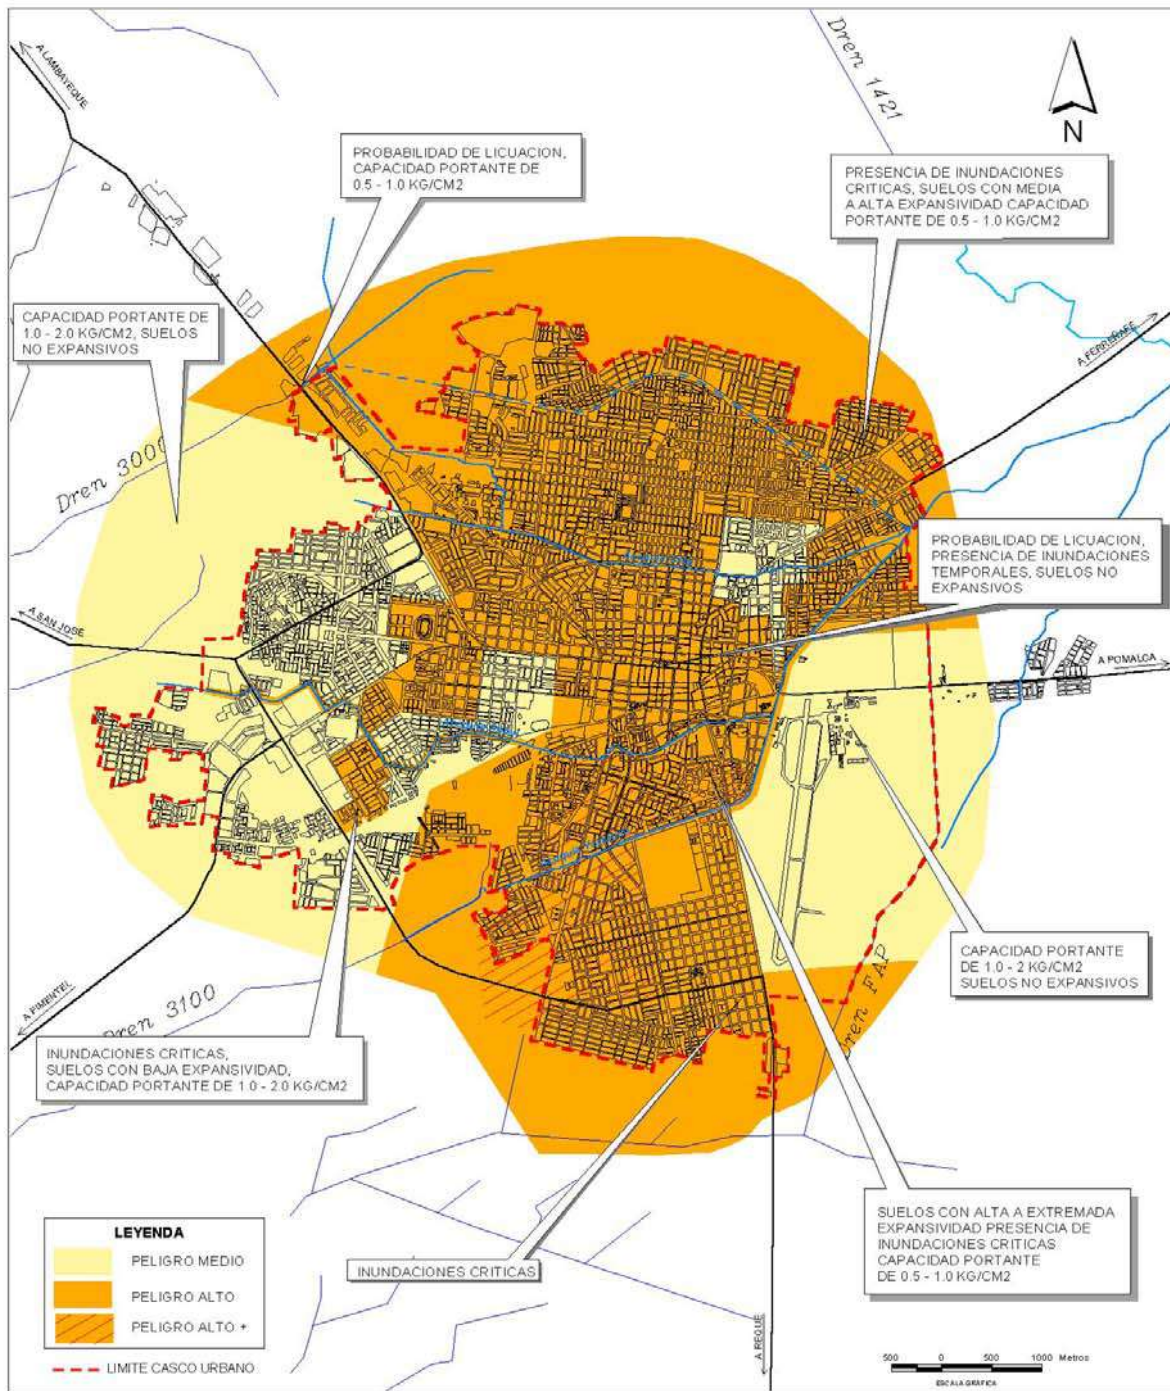 Dren 1421
A LAMBAYEQUE
N
PROBABILIDAD DE LICUACION,
CAPACIDAD PORTANTE DE
0.5 - 1.0 KG/CM2
PRESENCIA DE INUNDACIONES
CRITICAS, SUELOS CON MEDIA
A ALTA EXPANSIVIDAD CAPACIDAD
PORTANTE DE 0.5 - 1.0 KG/CM2
CAPACIDAD PORTANTE DE
1.0 - 2.0 KG/CM2, SUELOS
NO EXPANSIVOS
A FERREÑAFE
Dren 3000
PROBABILIDAD DE LICUACION,
PRESENCIA DE INUNDACIONES
TEMPORALES, SUELOS NO
EXPANSIVOS
A SAN JOSE
A POMALCA
CAPACIDAD PORTANTE
DE 1.0 - 2 KG/CM2
SUELOS NO EXPANSIVOS
A PIMENTEL
Dren 3100
Dren FAP
INUNDACIONES CRITICAS,
SUELOS CON BAJA EXPANSIVIDAD,
CAPACIDAD PORTANTE DE 1.0 - 2.0 KG/CM2
SUELOS CON ALTA A EXTREMADA
EXPANSIVIDAD PRESENCIA DE
INUNDACIONES CRITICAS
CAPACIDAD PORTANTE
DE 0.5 - 1.0 KG/CM2
INUNDACIONES CRITICAS
LEYENDA
PELIGRO MEDIO
PELIGRO ALTO
PELIGRO ALTO +
LIMITE CASCO URBANO
A REQUE
500 0 500 1000 Metros
ESCALA GRAFICA